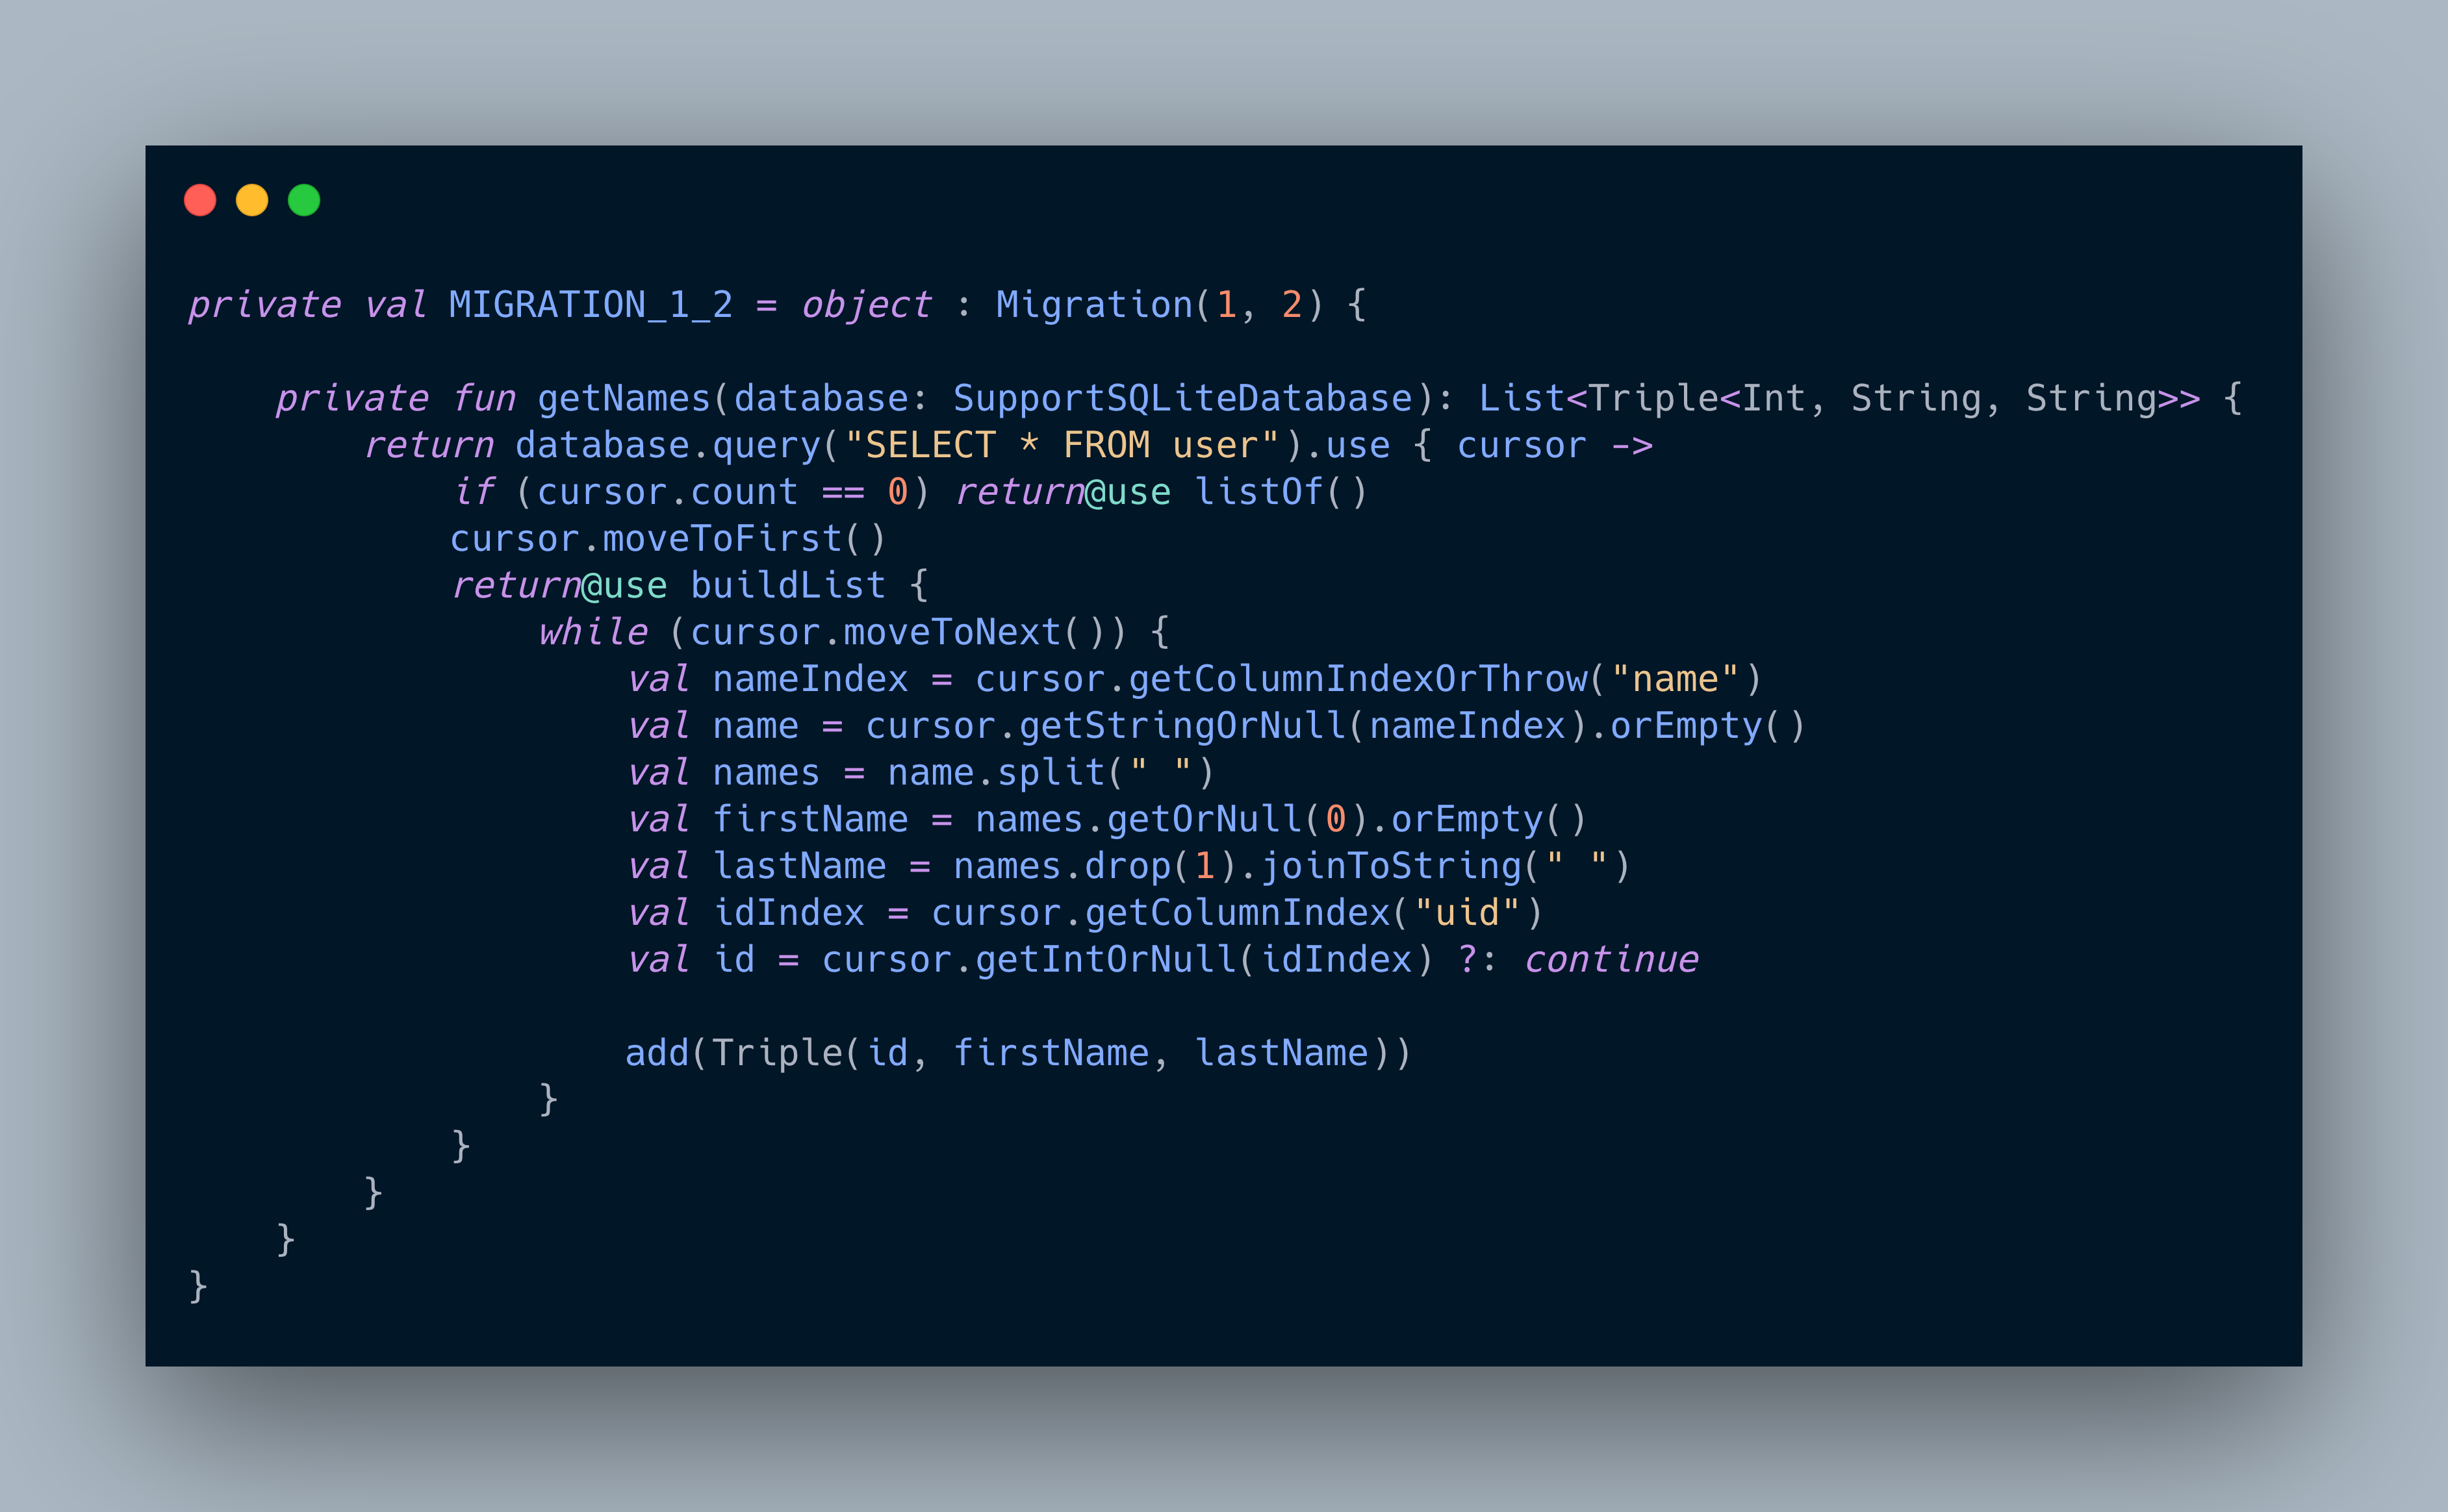 private val MIGRATION_1_2 = object : Migration(1, 2) {
    private fun getNames(database: SupportSQLiteDatabase): List<Triple<Int, String, String>> {
        return database.query("SELECT * FROM user").use { cursor ->
            if (cursor.count == 0) return@use listOf()
            cursor.moveToFirst()
            return@use buildList {
                while (cursor.moveToNext()) {
                    val nameIndex = cursor.getColumnIndexOrThrow("name")
                    val name = cursor.getStringOrNull(nameIndex).orEmpty()
                    val names = name.split(" ")
                    val firstName = names.getOrNull(0).orEmpty()
                    val lastName = names.drop(1).joinToString(" ")
                    val idIndex = cursor.getColumnIndex("uid")
                    val id = cursor.getIntOrNull(idIndex) ?: continue
                    add(Triple(id, firstName, lastName))
                }
            }
        }
    }
}